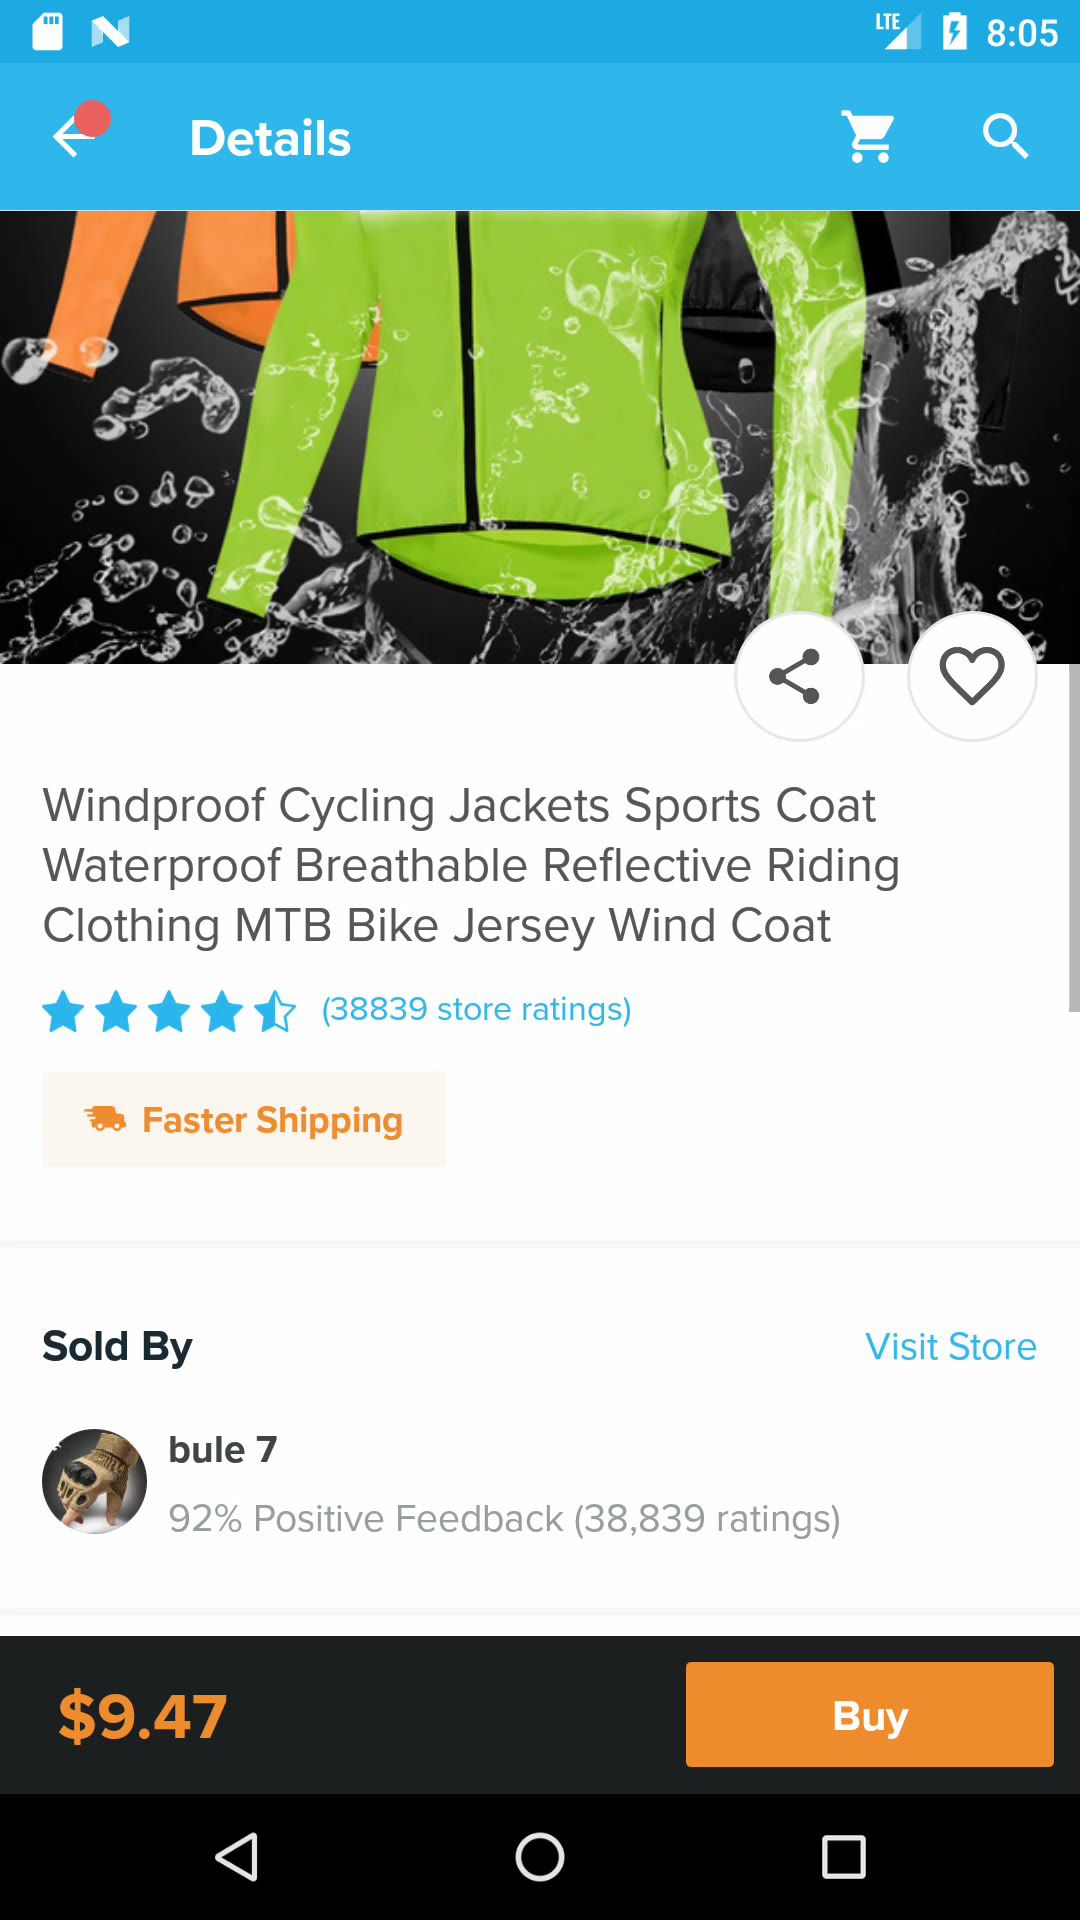 LTE 8:05
Details
Windproof Cycling Jackets Sports Coat
Waterproof Breathable Reflective Riding
Clothing MTB Bike Jersey Wind Coat
(38839 store ratings)
Faster Shipping
Sold By Visit Store
bule 7
92% Positive Feedback (38,839 ratings)
$9.47 Buy